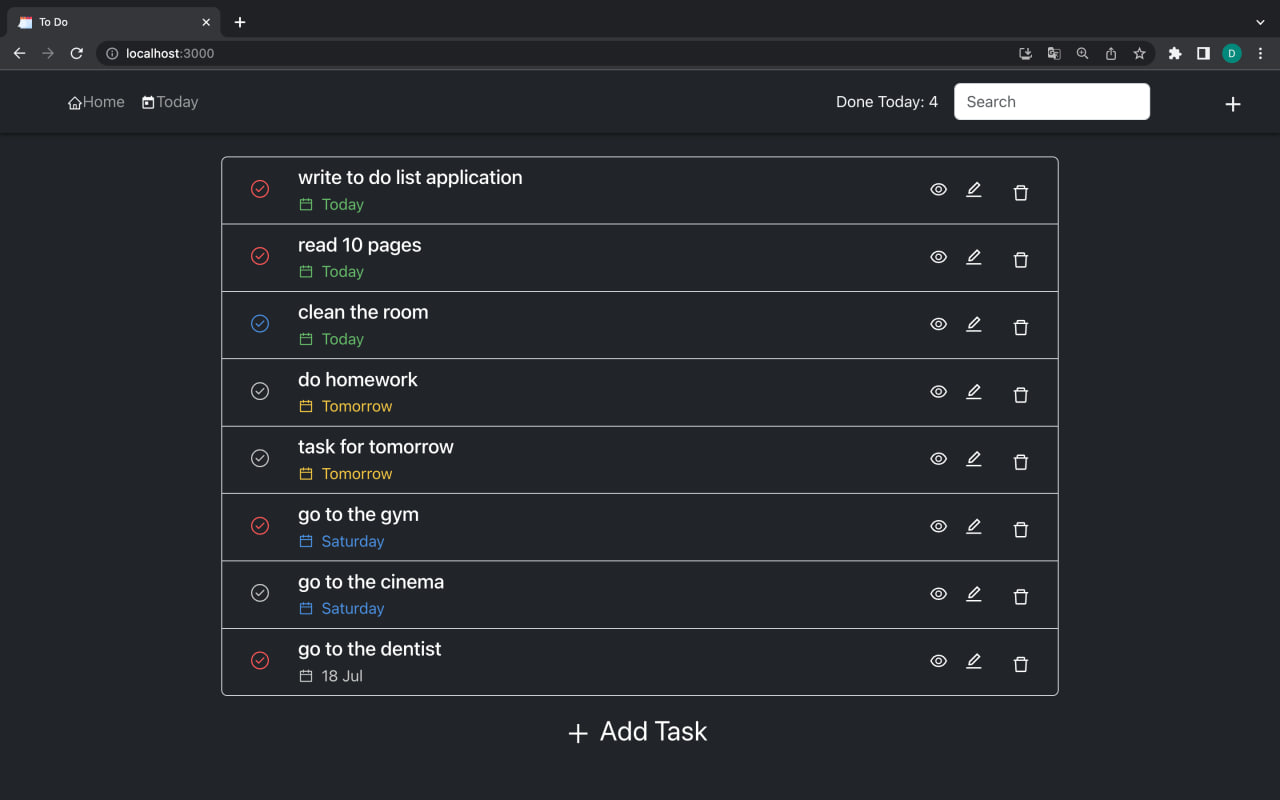 To Do
localhost:3000
D
Home Today Done Today: 4 Search
write to do list application
Today
read 10 pages
Today
clean the room
Today
do homework
Tomorrow
task for tomorrow
Tomorrow
go to the gym
Saturday
go to the cinema
Saturday
go to the dentist
18 Jul
+ Add Task